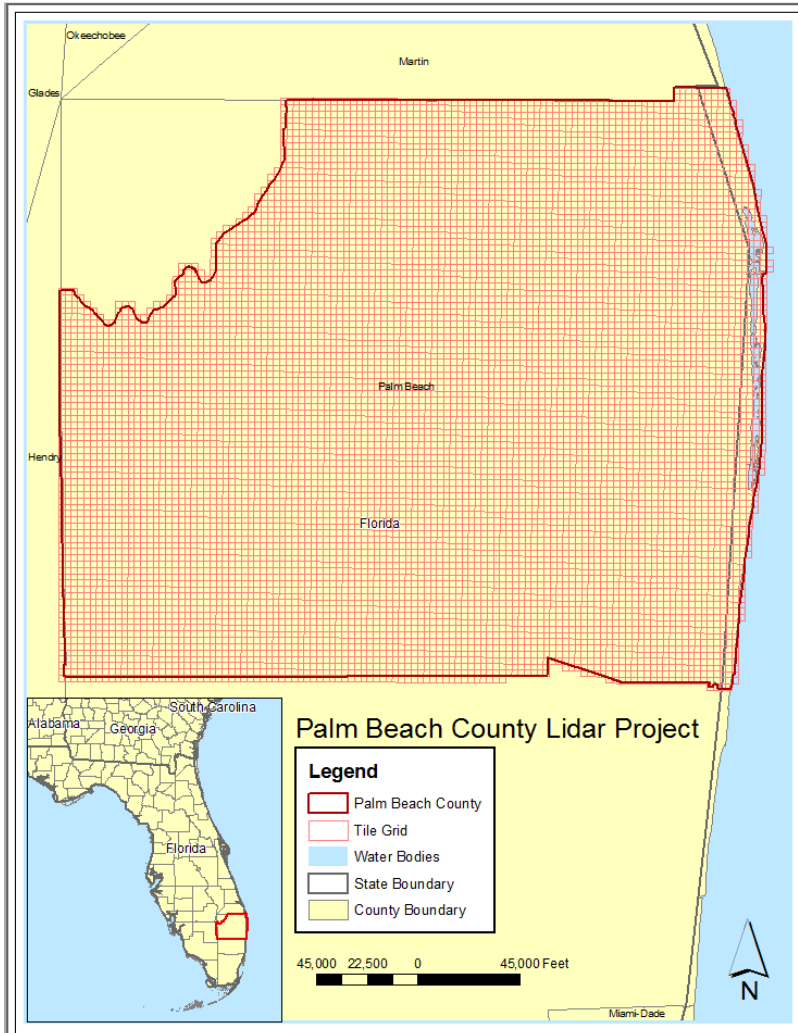 Okeechobee
Martin
Glades
Palm Beach
Hendry
Florida
South Carolina
Alabama
Georgia
Florida
Palm Beach County Lidar Project
Legend
Palm Beach County
Tile Grid
Water Bodies
State Boundary
County Boundary
45,000 22,500 0 45,000 Feet
N
Miami-Dade